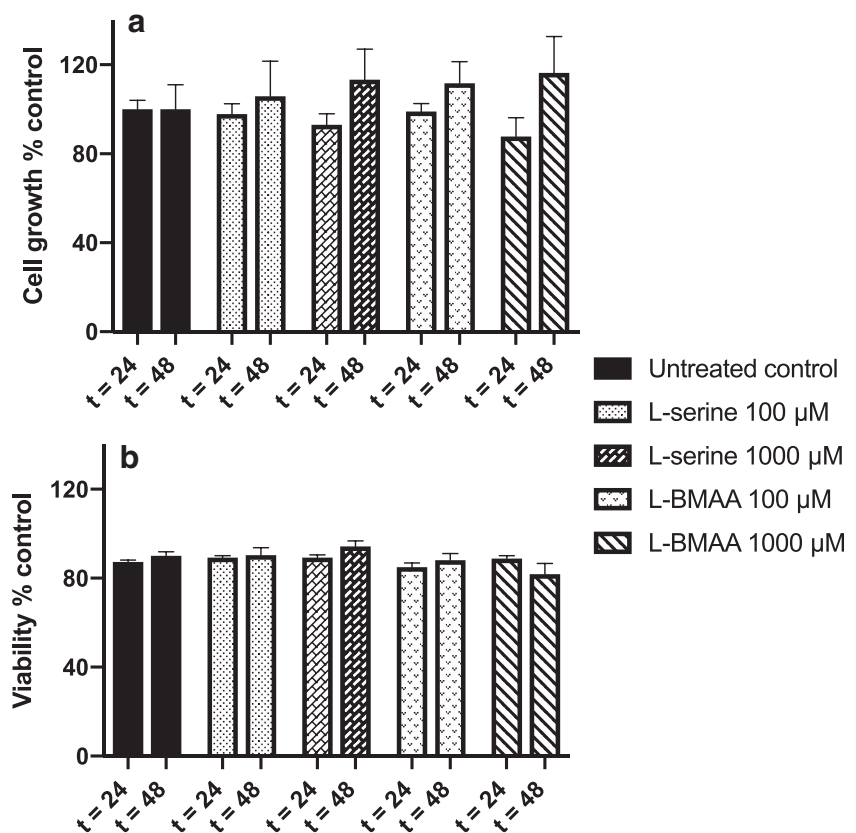 a
Cell growth % control
120
80
40
0
t = 24
t = 48
t = 24
t = 48
t = 24
t = 48
t = 24
t = 48
t = 24
t = 48
Untreated control
L-serine 100 µM
L-serine 1000 µM
L-BMAA 100 µM
L-BMAA 1000 µM
b
Viability % control
120
80
40
0
t = 24
t = 48
t = 24
t = 48
t = 24
t = 48
t = 24
t = 48
t = 24
t = 48